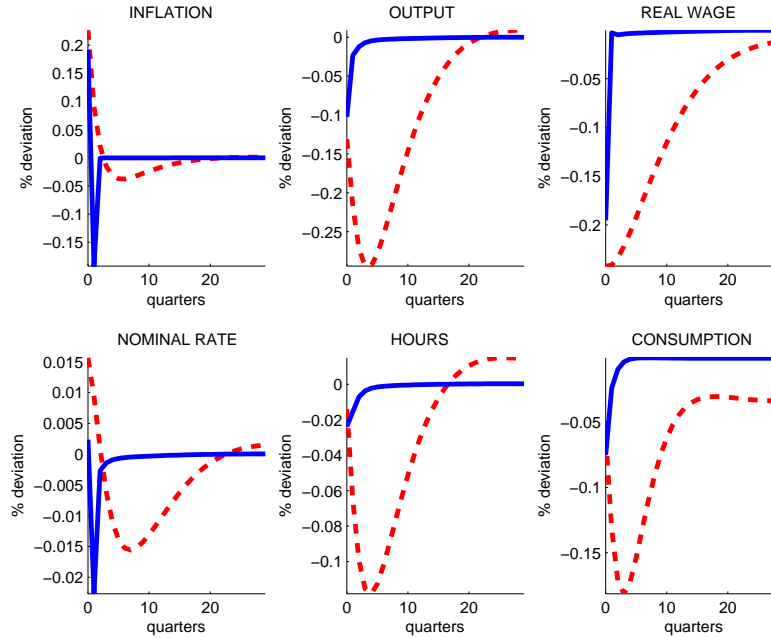 INFLATION
% deviation
0.2
0.15
0.1
0.05
0
−0.05
−0.1
−0.15
0 10 20
quarters
OUTPUT
% deviation
0
−0.05
−0.1
−0.15
−0.2
−0.25
0 10 20
quarters
REAL WAGE
% deviation
−0.05
−0.1
−0.15
−0.2
0 10 20
quarters
NOMINAL RATE
% deviation
0.015
0.01
0.005
0
−0.005
−0.01
−0.015
−0.02
0 10 20
quarters
HOURS
% deviation
0
−0.02
−0.04
−0.06
−0.08
−0.1
0 10 20
quarters
CONSUMPTION
% deviation
−0.05
−0.1
−0.15
0 10 20
quarters